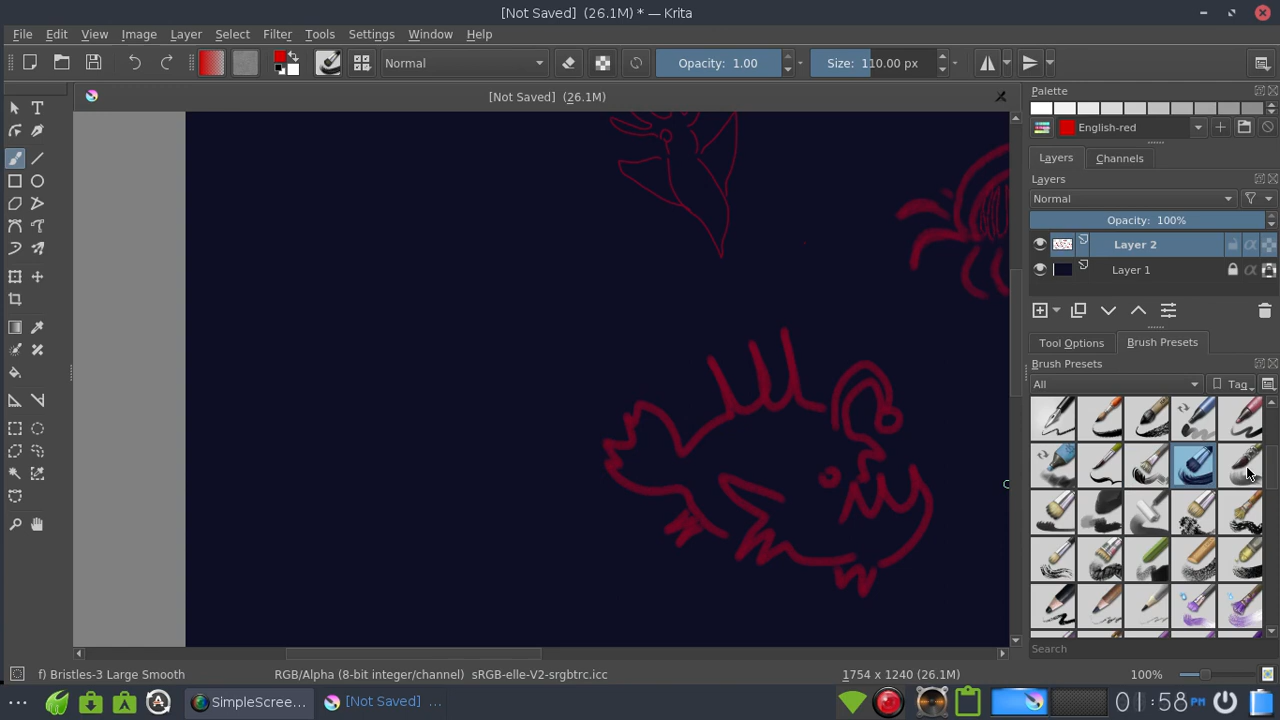 [Not Saved] (26.1M) * — Krita
File Edit View Image Layer Select Filter Tools Settings Window Help
Normal Opacity: 1.00 Size: 110.00 px
[Not Saved] (26.1M)
Palette
English-red
Layers Channels
Layers
Normal
Opacity: 100%
Layer 2
Layer 1
Tool Options Brush Presets
Brush Presets
All Tag
Search
f) Bristles-3 Large Smooth RGB/Alpha (8-bit integer/channel) sRGB-elle-V2-srgbtrc.icc 1754 x 1240 (26.1M) 100%
SimpleScree... [Not Saved] ... 01:58 PM